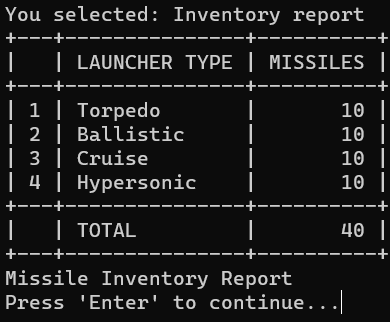 You selected: Inventory report
+---+---------------+----------+
|   | LAUNCHER TYPE | MISSILES |
+---+---------------+----------+
| 1 | Torpedo       |       10 |
| 2 | Ballistic     |       10 |
| 3 | Cruise        |       10 |
| 4 | Hypersonic    |       10 |
+---+---------------+----------+
|   | TOTAL         |       40 |
+---+---------------+----------+
Missile Inventory Report
Press 'Enter' to continue...